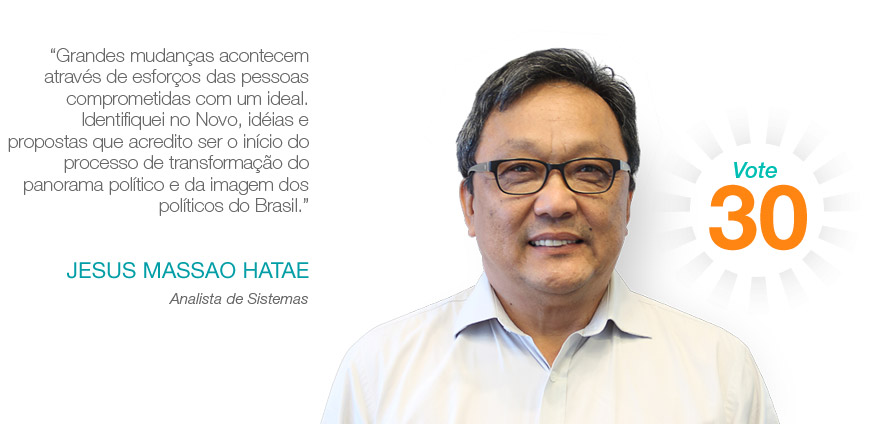 “Grandes mudanças acontecem
através de esforços das pessoas
comprometidas com um ideal.
Identifiquei no Novo, idéias e
propostas que acredito ser o início do
processo de transformação do
panorama político e da imagem dos
políticos do Brasil.”
JESUS MASSAO HATAE
Analista de Sistemas
Vote
30